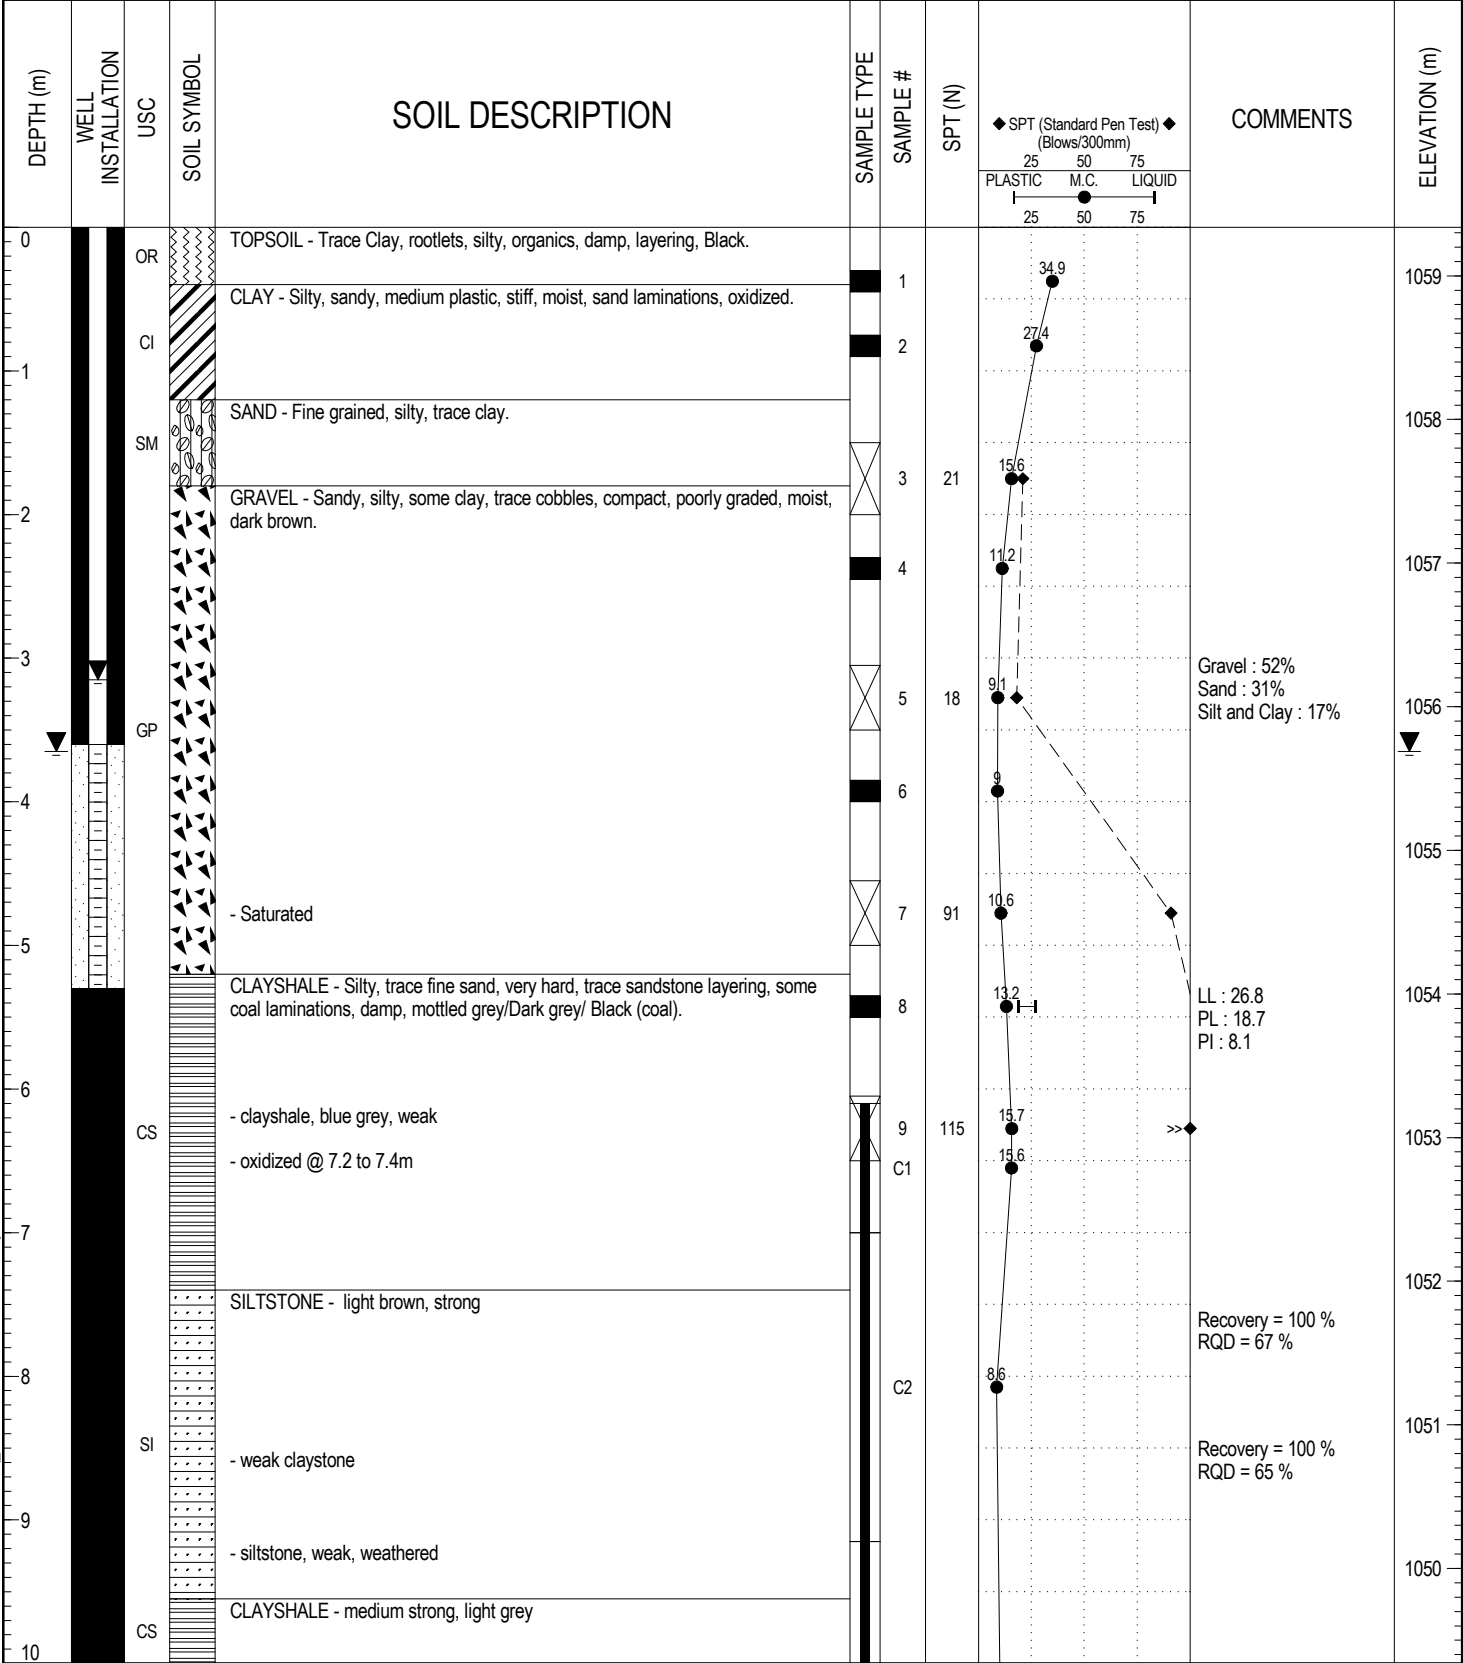 DEPTH (m)
WELL
INSTALLATION
USC
SOIL SYMBOL
SOIL DESCRIPTION
SAMPLE TYPE
SAMPLE #
SPT (N)
◆ SPT (Standard Pen Test) ◆
(Blows/300mm)
25 50 75
PLASTIC M.C. LIQUID
25 50 75
COMMENTS
ELEVATION (m)
0
OR
TOPSOIL - Trace Clay, rootlets, silty, organics, damp, layering, Black.
1
34.9
1059
CLAY - Silty, sandy, medium plastic, stiff, moist, sand laminations, oxidized.
CI
2
27.4
1
SAND - Fine grained, silty, trace clay.
1058
SM
3
21
15.6
GRAVEL - Sandy, silty, some clay, trace cobbles, compact, poorly graded, moist,
dark brown.
2
4
11.2
1057
3
Gravel : 52%
Sand : 31%
Silt and Clay : 17%
5
18
9.1
1056
GP
4
6
9
1055
- Saturated
7
91
10.6
5
CLAYSHALE - Silty, trace fine sand, very hard, trace sandstone layering, some
coal laminations, damp, mottled grey/Dark grey/ Black (coal).
8
13.2
LL : 26.8
PL : 18.7
PI : 8.1
1054
6
- clayshale, blue grey, weak
CS
9
115
15.7
>>
1053
- oxidized @ 7.2 to 7.4m
C1
15.6
7
1052
SILTSTONE - light brown, strong
Recovery = 100 %
RQD = 67 %
8
C2
8.6
1051
SI
- weak claystone
Recovery = 100 %
RQD = 65 %
9
- siltstone, weak, weathered
1050
CLAYSHALE - medium strong, light grey
CS
10